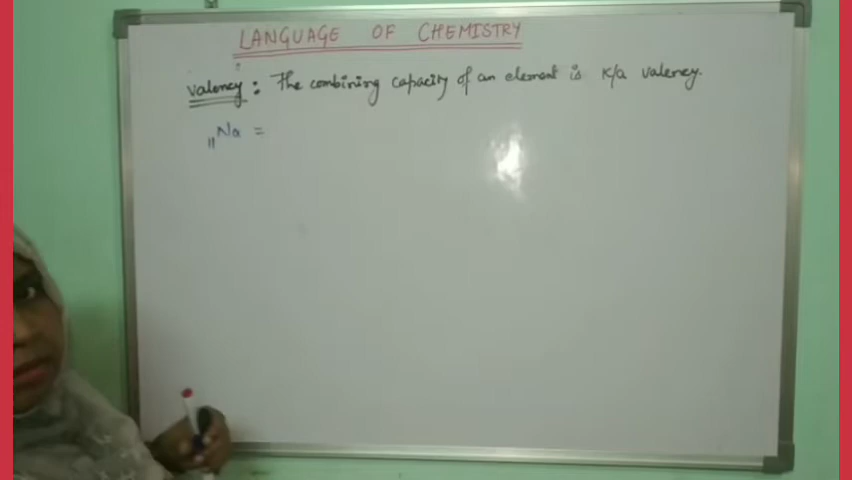 LANGUAGE OF CHEMISTRY
Valency : The combining capacity of an element is k/a valency.
₁₁Na =